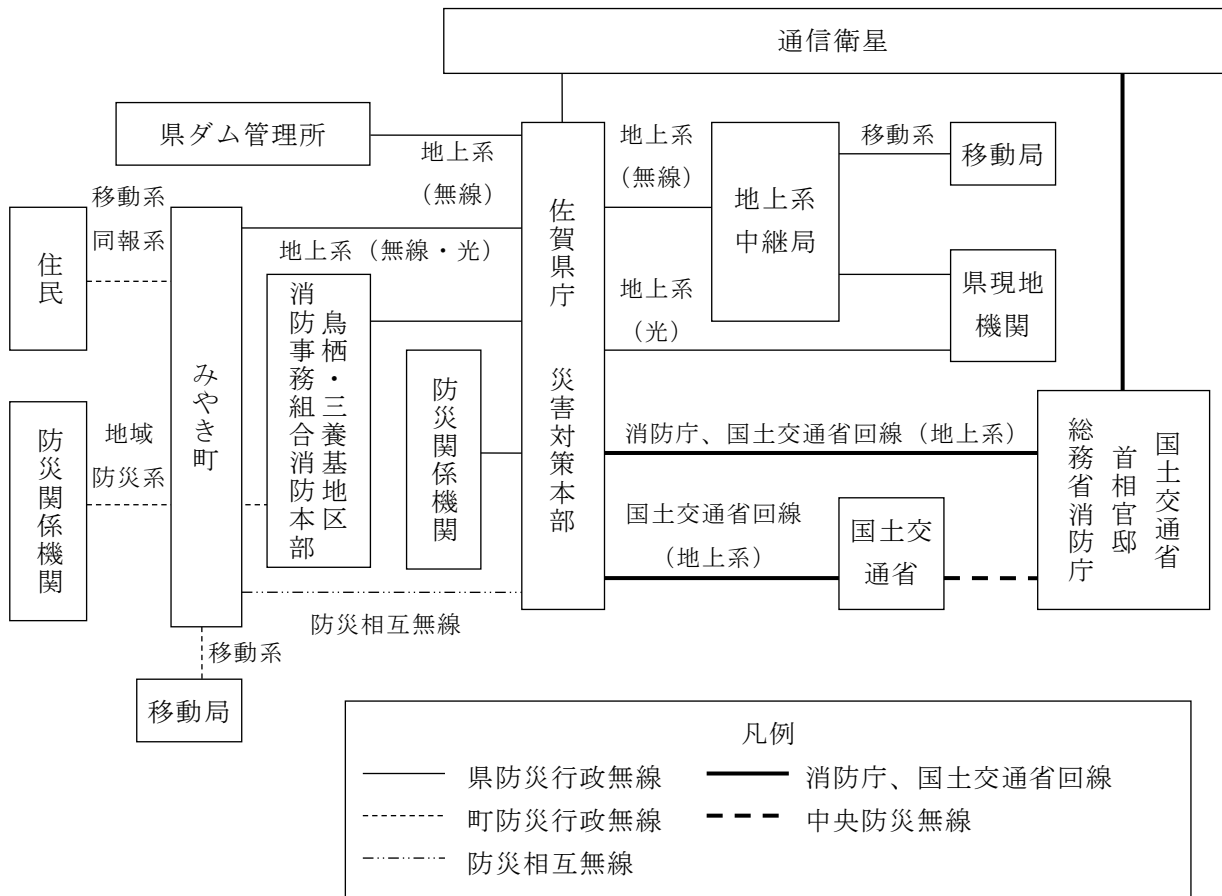 通信衛星
県ダム管理所
地上系
（無線）
地上系
（無線）
移動系
移動局
移動系
同報系
地上系（無線・光）
住民
みやき町
鳥栖・三養基地区
消防事務組合消防本部
防災関係機関
佐賀県庁　災害対策本部
地上系
中継局
地上系
（光）
県現地
機関
地域
防災系
防災関係機関
消防庁、国土交通省回線（地上系）
国土交通省回線
（地上系）
国土交
通省
国土交通省
首相官邸
総務省消防庁
防災相互無線
移動系
移動局
凡例
県防災行政無線
消防庁、国土交通省回線
町防災行政無線
中央防災無線
防災相互無線